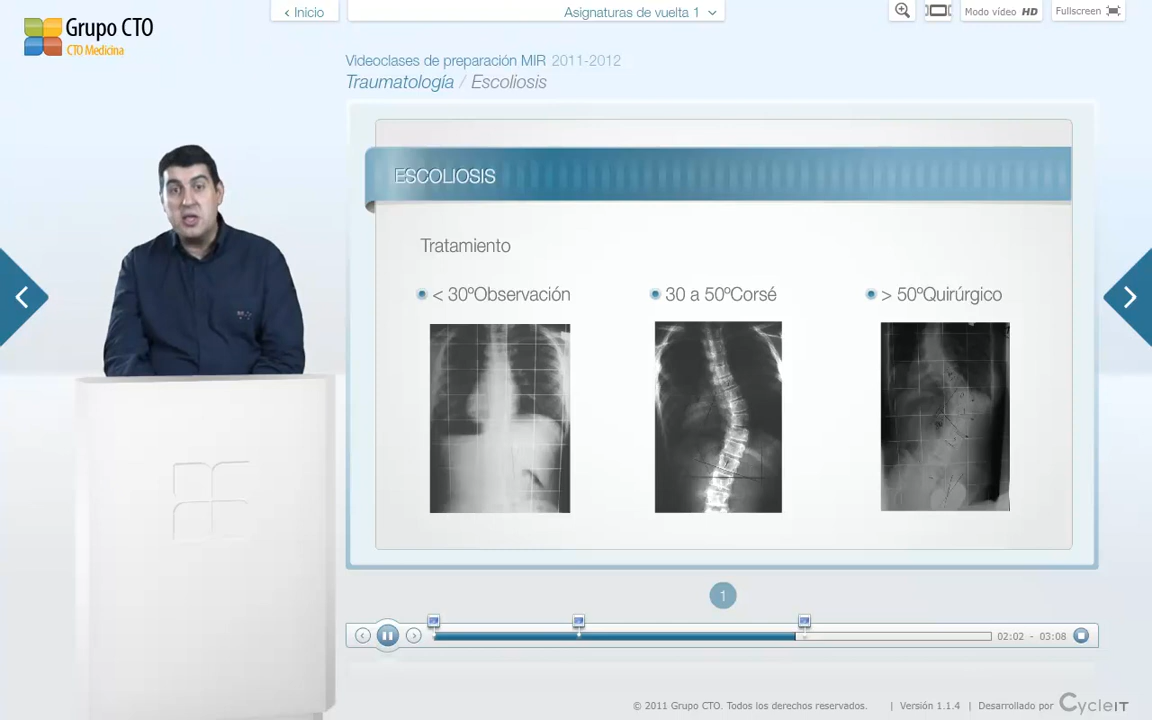 Grupo CTO
CTO Medicina
‹ Inicio
Asignaturas de vuelta 1
Modo vídeo HD
Fullscreen
Videoclases de preparación MIR 2011-2012
Traumatología / Escoliosis
ESCOLIOSIS
Tratamiento
< 30ºObservación
30 a 50ºCorsé
> 50ºQuirúrgico
1
02:02 - 03:08
© 2011 Grupo CTO. Todos los derechos reservados. | Versión 1.1.4 | Desarrollado por CycleIT